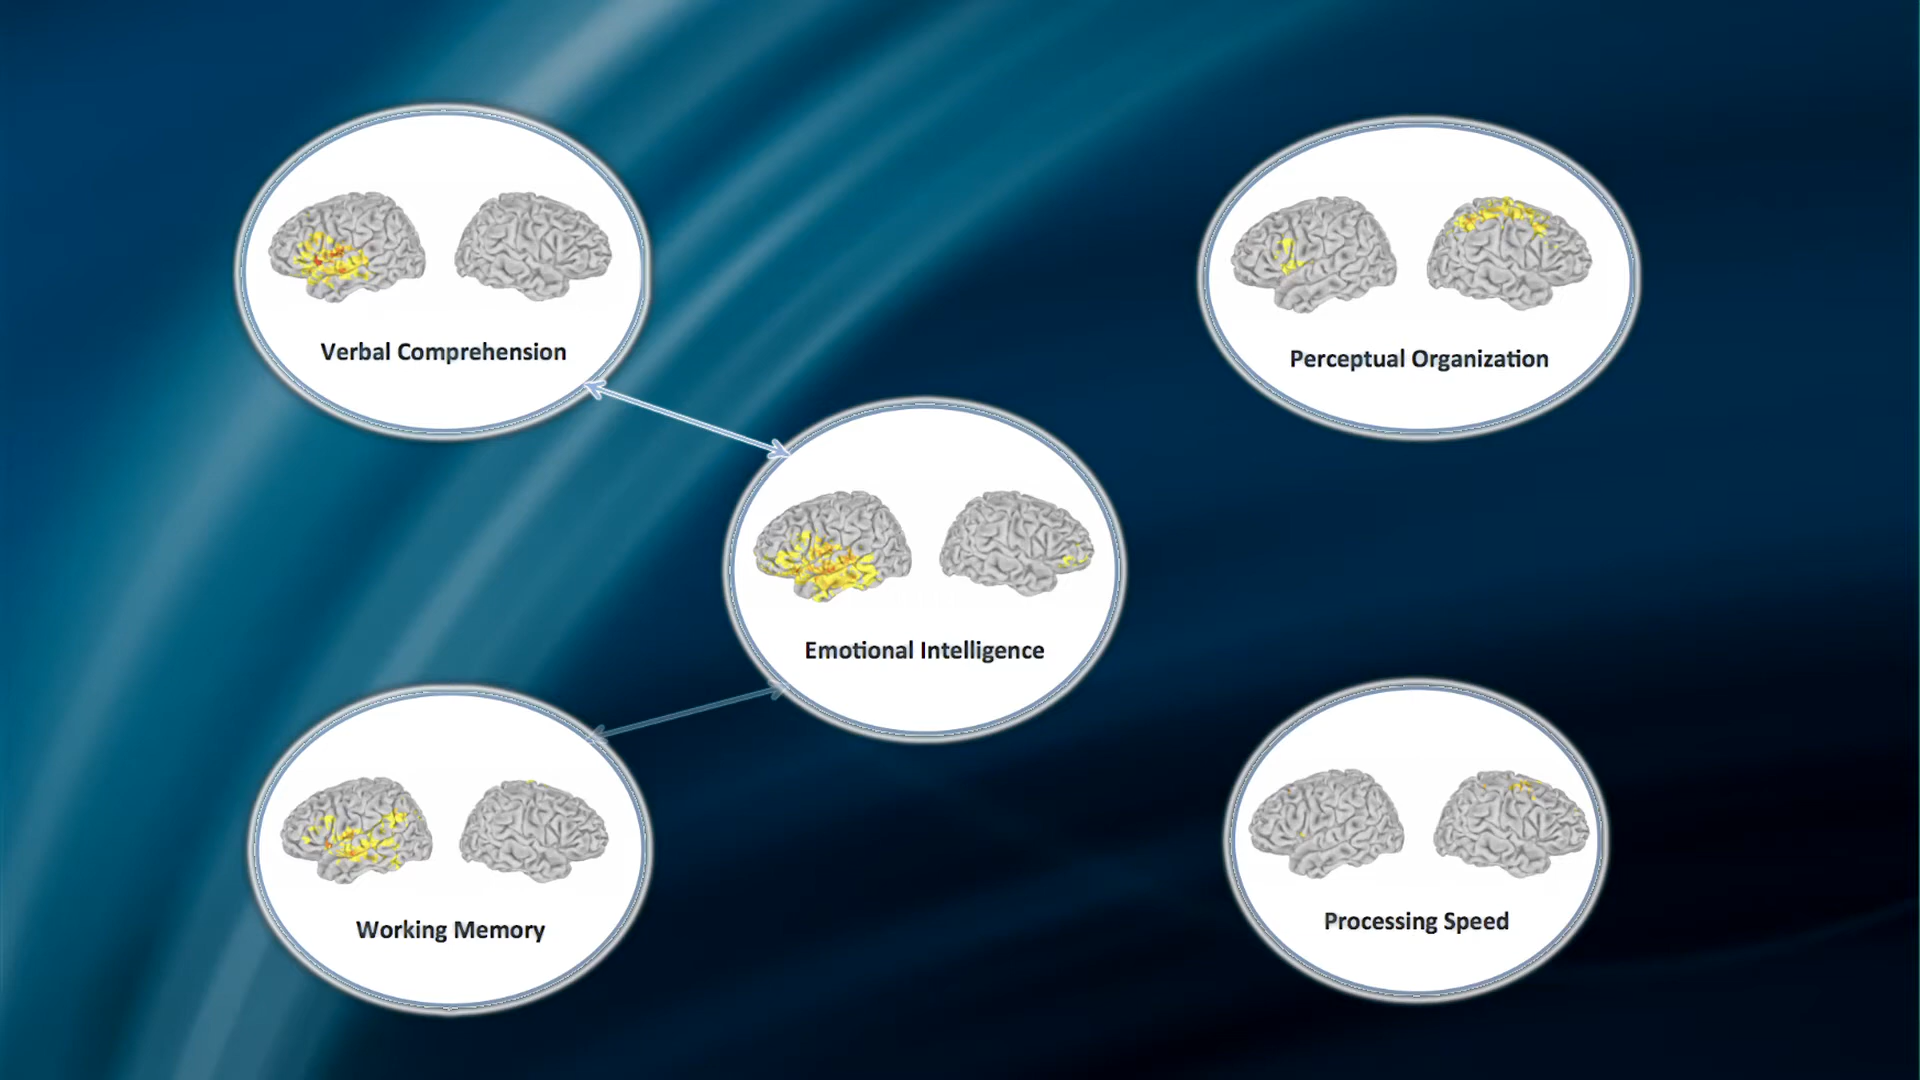 Verbal Comprehension
Perceptual Organization
Emotional Intelligence
Working Memory
Processing Speed